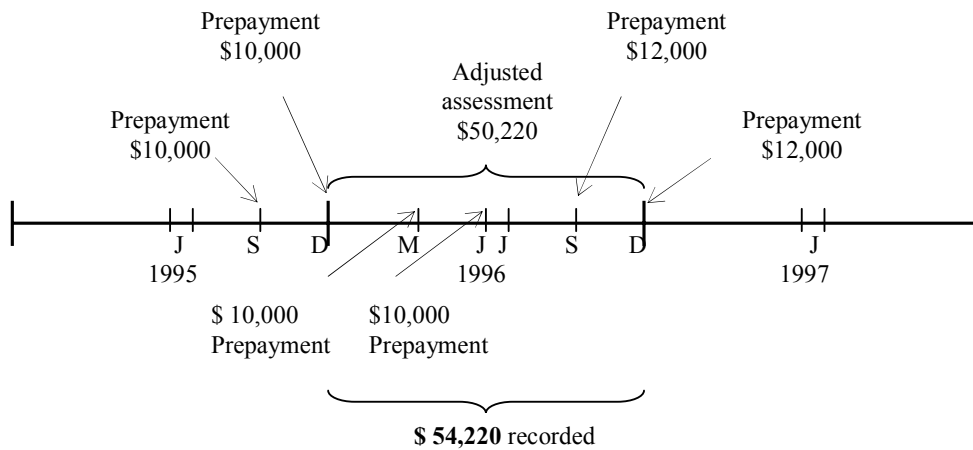 Prepayment
$10,000
Prepayment
$12,000
Adjusted
assessment
$50,220
Prepayment
$10,000
Prepayment
$12,000
J S D M J J S D J
1995 1996 1997
$ 10,000
Prepayment
$10,000
Prepayment
$ 54,220 recorded